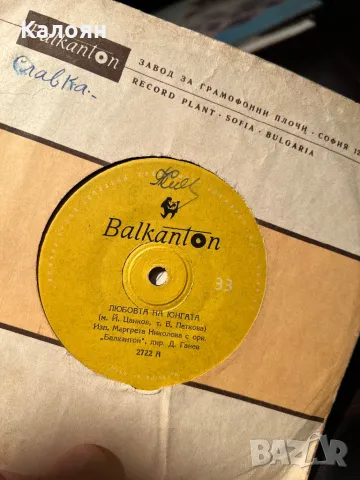 Калоян
Balkanton
ЗАВОД ЗА ГРАМОФОННИ ПЛОЧИ · СОФИЯ 12
RECORD PLANT · SOFIA · BULGARIA
Славка.
Balkanton
33
ЛЮБОВТА НА ЮНГАТА
(м. Й. Цанков, т. В. Петкова)
Изп. Маргрета Николова с орк.
„Балкантон", дир. Д. Ганев
2722 А
BAZAR